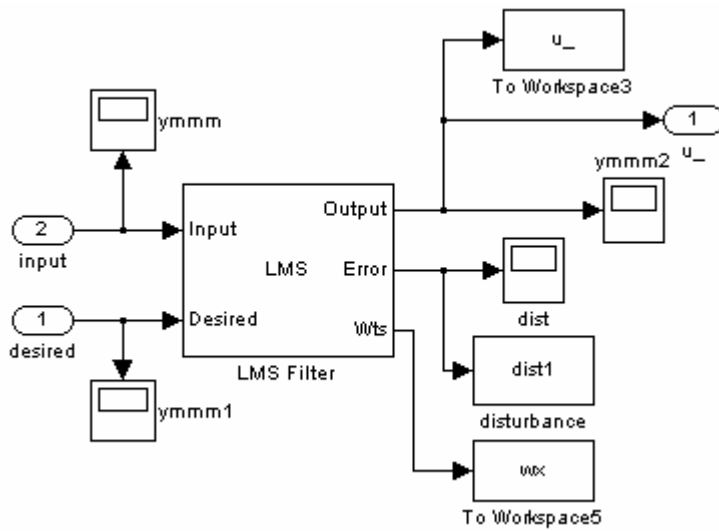 u_
To Workspace3
ymmm
1
u_
ymmm2
Output
2
Input
input
LMS
Error
1
Desired
dist
desired
Wts
LMS Filter
dist1
ymmm1
disturbance
wx
To Workspace5